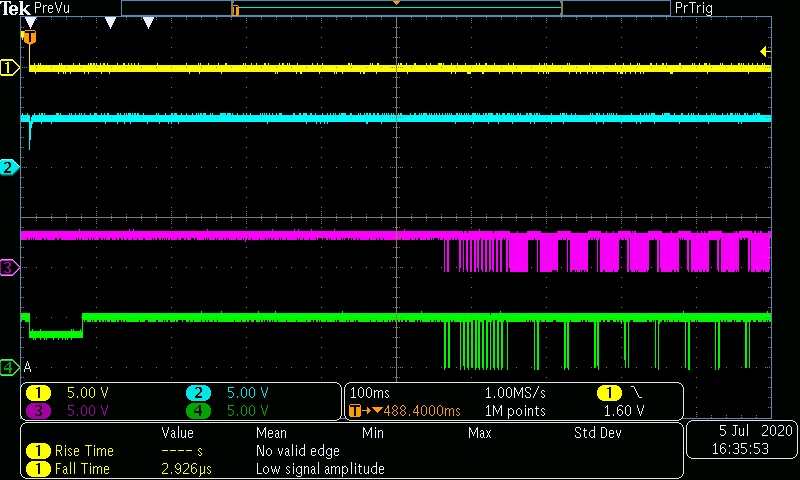 Tek PreVu PrTrig
T
T
1
2
3
4 A
1 5.00 V 2 5.00 V 100ms 1.00MS/s 1
3 5.00 V 4 5.00 V T→▼488.4000ms 1M points 1.60 V
Value Mean Min Max Std Dev
1 Rise Time ---- s No valid edge
1 Fall Time 2.926µs Low signal amplitude
5 Jul 2020
16:35:53